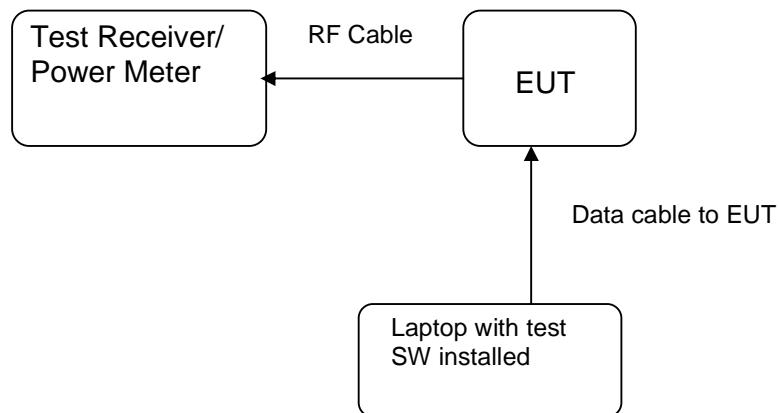 Test Receiver/
Power Meter
RF Cable
EUT
Data cable to EUT
Laptop with test
SW installed